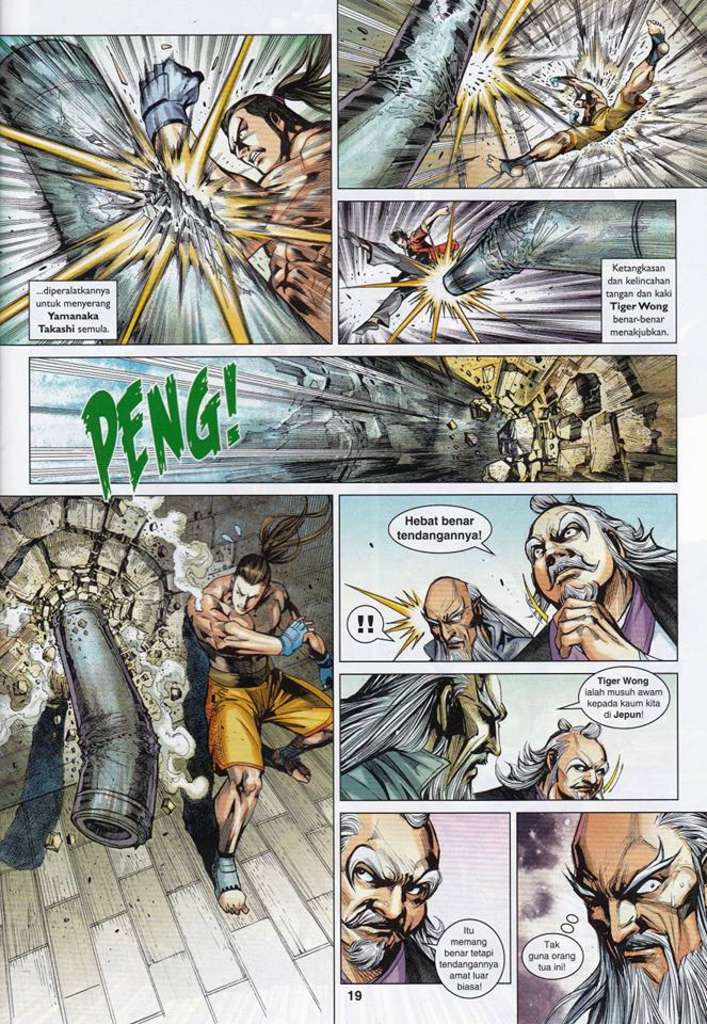 ...diperalatkannya
untuk menyerang
Yamanaka
Takashi semula.
Ketangkasan
dan kelincahan
tangan dan kaki
Tiger Wong
benar-benar
menakjubkan.
PENG!
Hebat benar
tendangannya!
!!
Tiger Wong
ialah musuh awam
kepada kaum kita
di Jepun!
Itu
memang
benar tetapi
tendangannya
amat luar
biasa!
Tak
guna orang
tua ini!
19